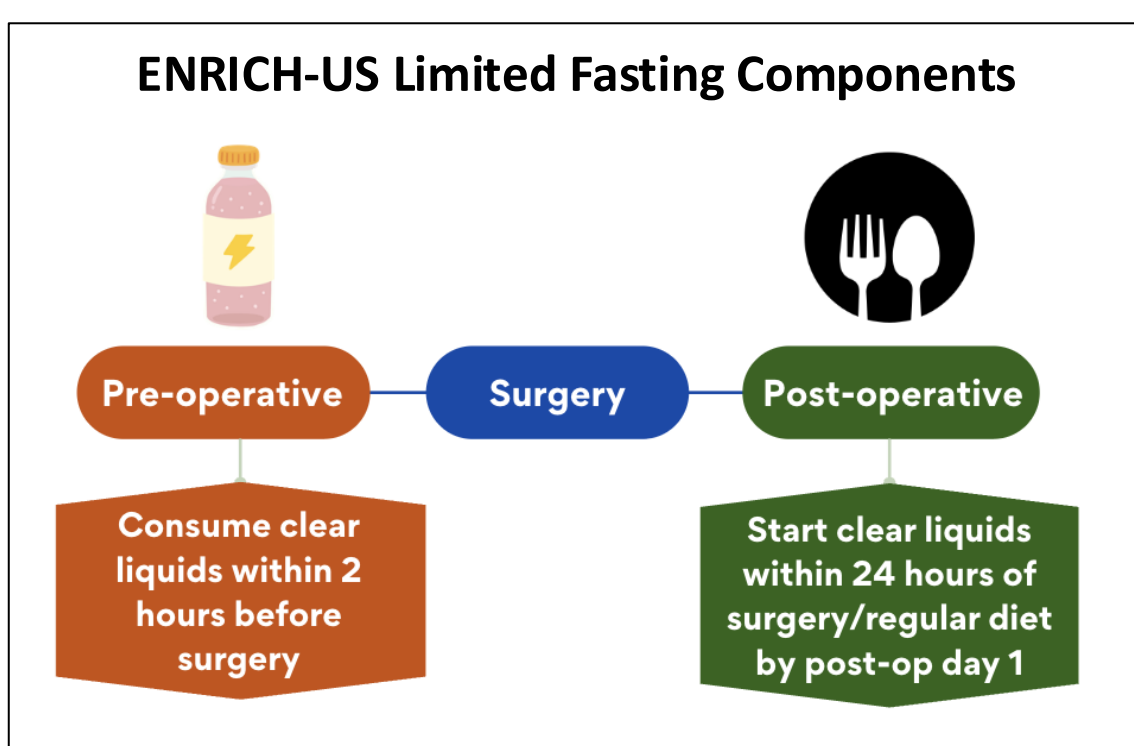 ENRICH-US Limited Fasting Components
Pre-operative
Surgery
Post-operative
Consume clear
liquids within 2
hours before
surgery
Start clear liquids
within 24 hours of
surgery/regular diet
by post-op day 1